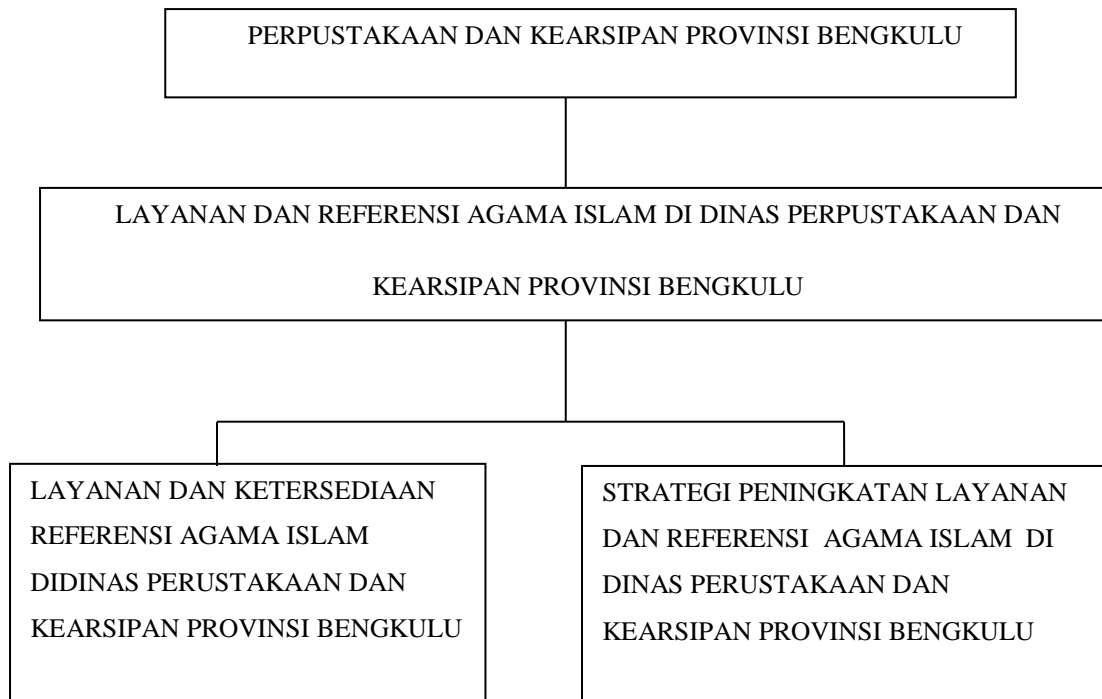 PERPUSTAKAAN DAN KEARSIPAN PROVINSI BENGKULU
LAYANAN DAN REFERENSI AGAMA ISLAM DI DINAS PERPUSTAKAAN DAN
KEARSIPAN PROVINSI BENGKULU
LAYANAN DAN KETERSEDIAAN
REFERENSI AGAMA ISLAM
DIDINAS PERUSTAKAAN DAN
KEARSIPAN PROVINSI BENGKULU
STRATEGI PENINGKATAN LAYANAN
DAN REFERENSI AGAMA ISLAM DI
DINAS PERUSTAKAAN DAN
KEARSIPAN PROVINSI BENGKULU